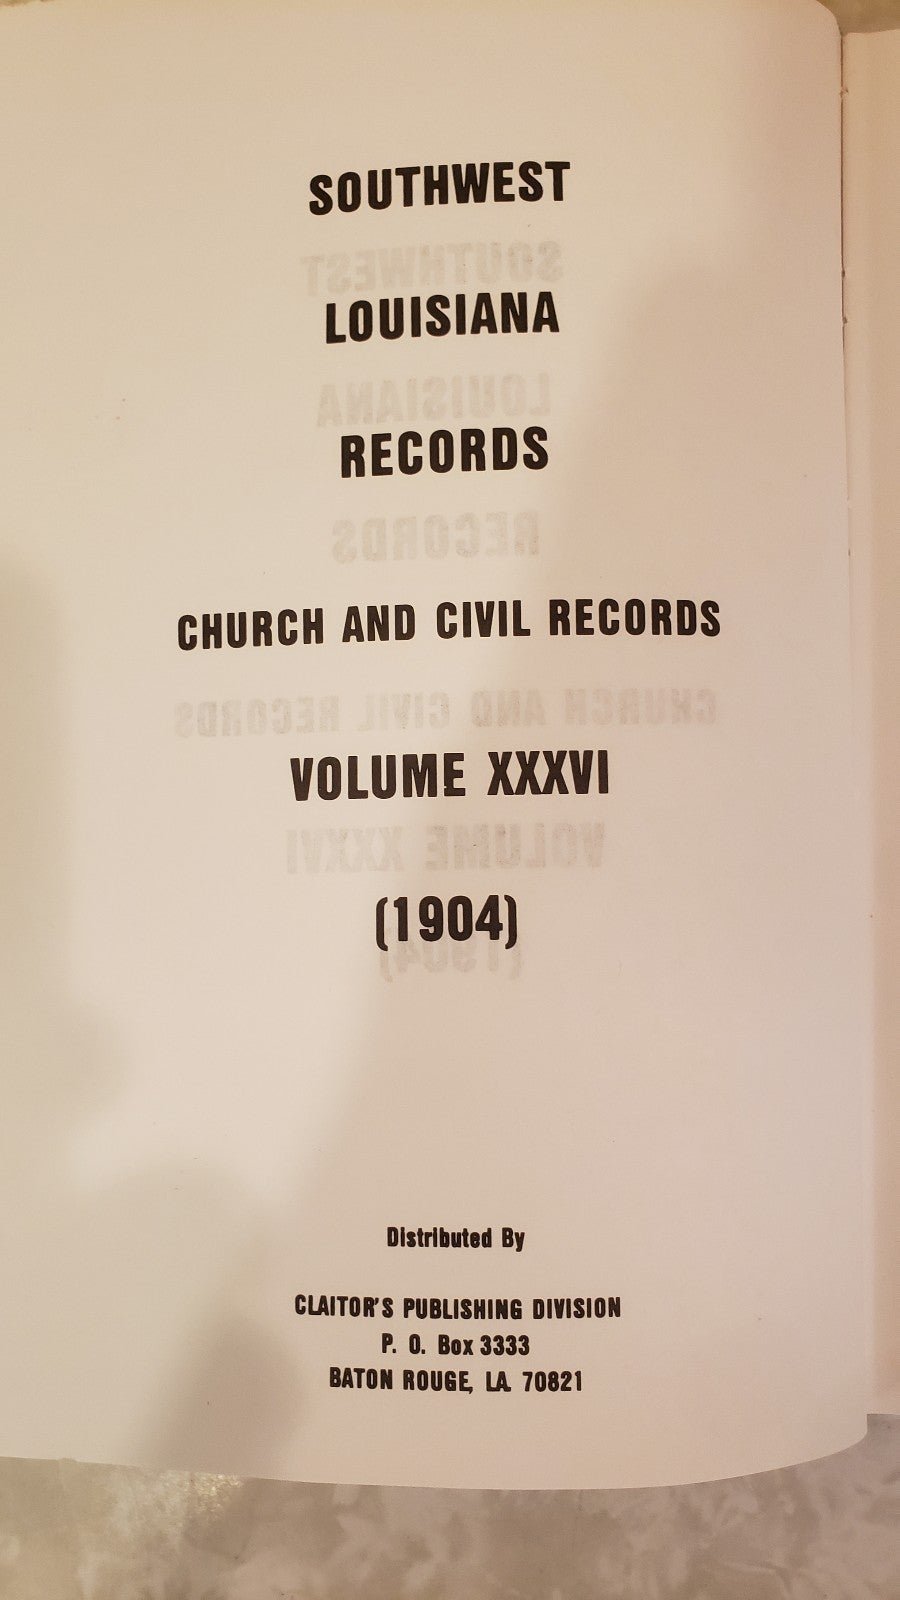 SOUTHWEST
LOUISIANA
RECORDS
CHURCH AND CIVIL RECORDS
VOLUME XXXVI
(1904)
Distributed By
CLAITOR'S PUBLISHING DIVISION
P. O. Box 3333
BATON ROUGE, LA. 70821